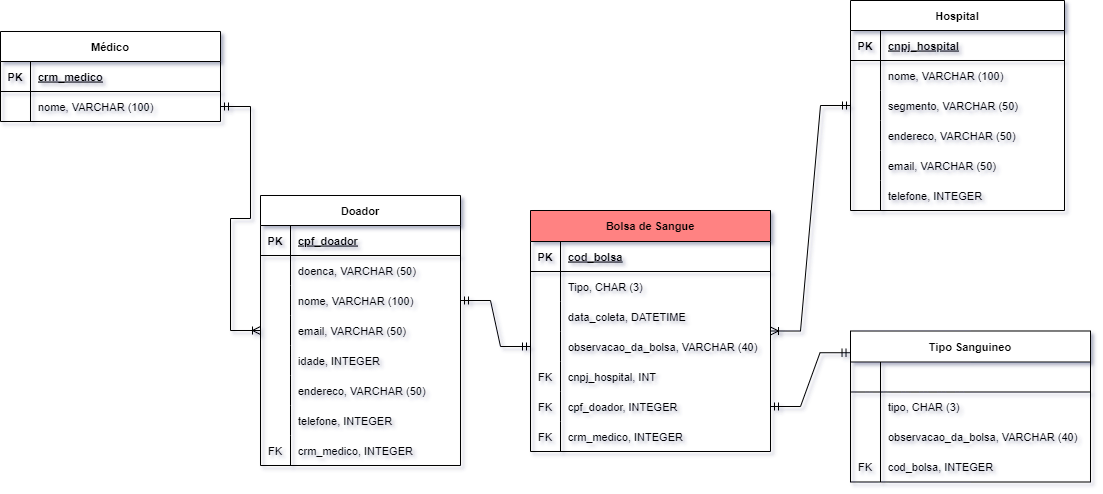 Médico
PK crm_medico
nome, VARCHAR (100)
Doador
PK cpf_doador
doenca, VARCHAR (50)
nome, VARCHAR (100)
email, VARCHAR (50)
idade, INTEGER
endereco, VARCHAR (50)
telefone, INTEGER
FK crm_medico, INTEGER
Bolsa de Sangue
PK cod_bolsa
Tipo, CHAR (3)
data_coleta, DATETIME
observacao_da_bolsa, VARCHAR (40)
FK cnpj_hospital, INT
FK cpf_doador, INTEGER
FK crm_medico, INTEGER
Hospital
PK cnpj_hospital
nome, VARCHAR (100)
segmento, VARCHAR (50)
endereco, VARCHAR (50)
email, VARCHAR (50)
telefone, INTEGER
Tipo Sanguineo
tipo, CHAR (3)
observacao_da_bolsa, VARCHAR (40)
FK cod_bolsa, INTEGER